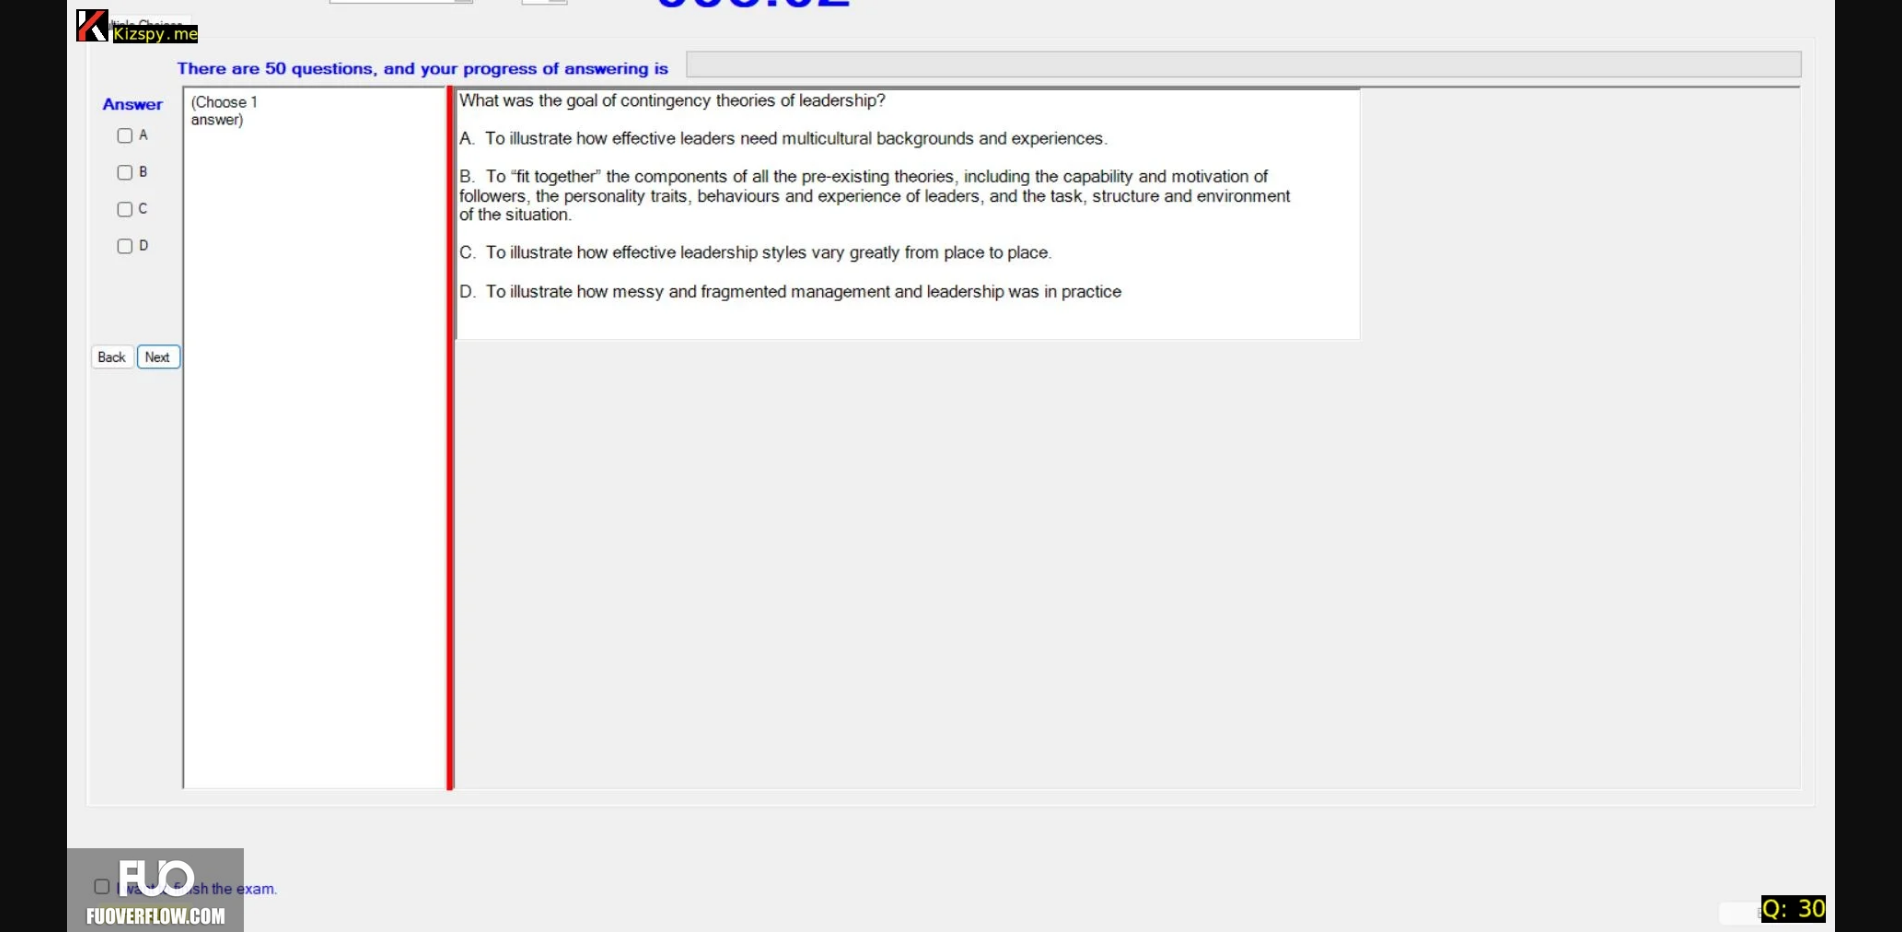 Kizspy.me
There are 50 questions, and your progress of answering is
Answer
(Choose 1
answer)
A
B
C
D
Back
Next
What was the goal of contingency theories of leadership?
A. To illustrate how effective leaders need multicultural backgrounds and experiences.
B. To “fit together” the components of all the pre-existing theories, including the capability and motivation of
followers, the personality traits, behaviours and experience of leaders, and the task, structure and environment
of the situation.
C. To illustrate how effective leadership styles vary greatly from place to place.
D. To illustrate how messy and fragmented management and leadership was in practice
FUO
the exam.
FUOVERFLOW.COM
Q: 30